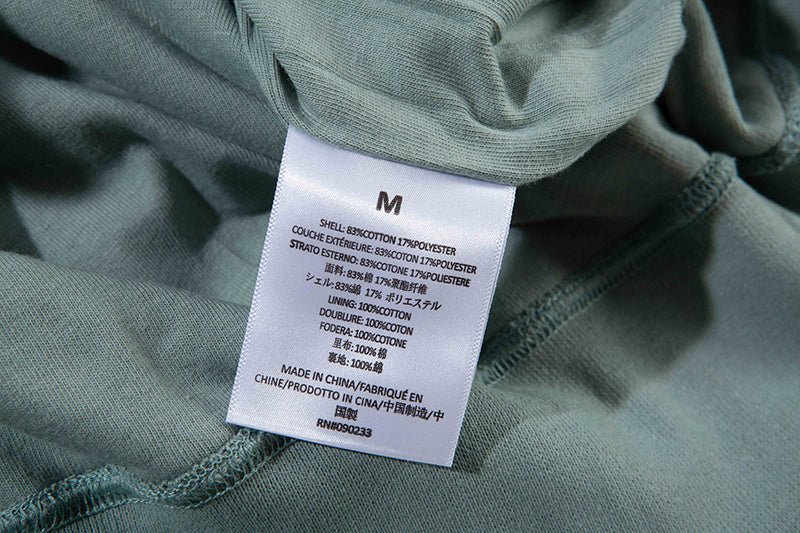 M
SHELL: 83%COTTON 17%POLYESTER
COUCHE EXTÉRIEURE: 83%COTON 17%POLYESTER
STRATO ESTERNO: 83%COTONE 17%POLIESTERE
面料: 83%棉 17%聚酯纤维
シェル: 83%綿 17% ポリエステル
LINING: 100%COTTON
DOUBLURE: 100%COTON
FODERA: 100%COTONE
里布: 100%棉
裏地: 100%綿
MADE IN CHINA/FABRIQUÉ EN
CHINE/PRODOTTO IN CINA/中国制造/中
国製
RN#090233